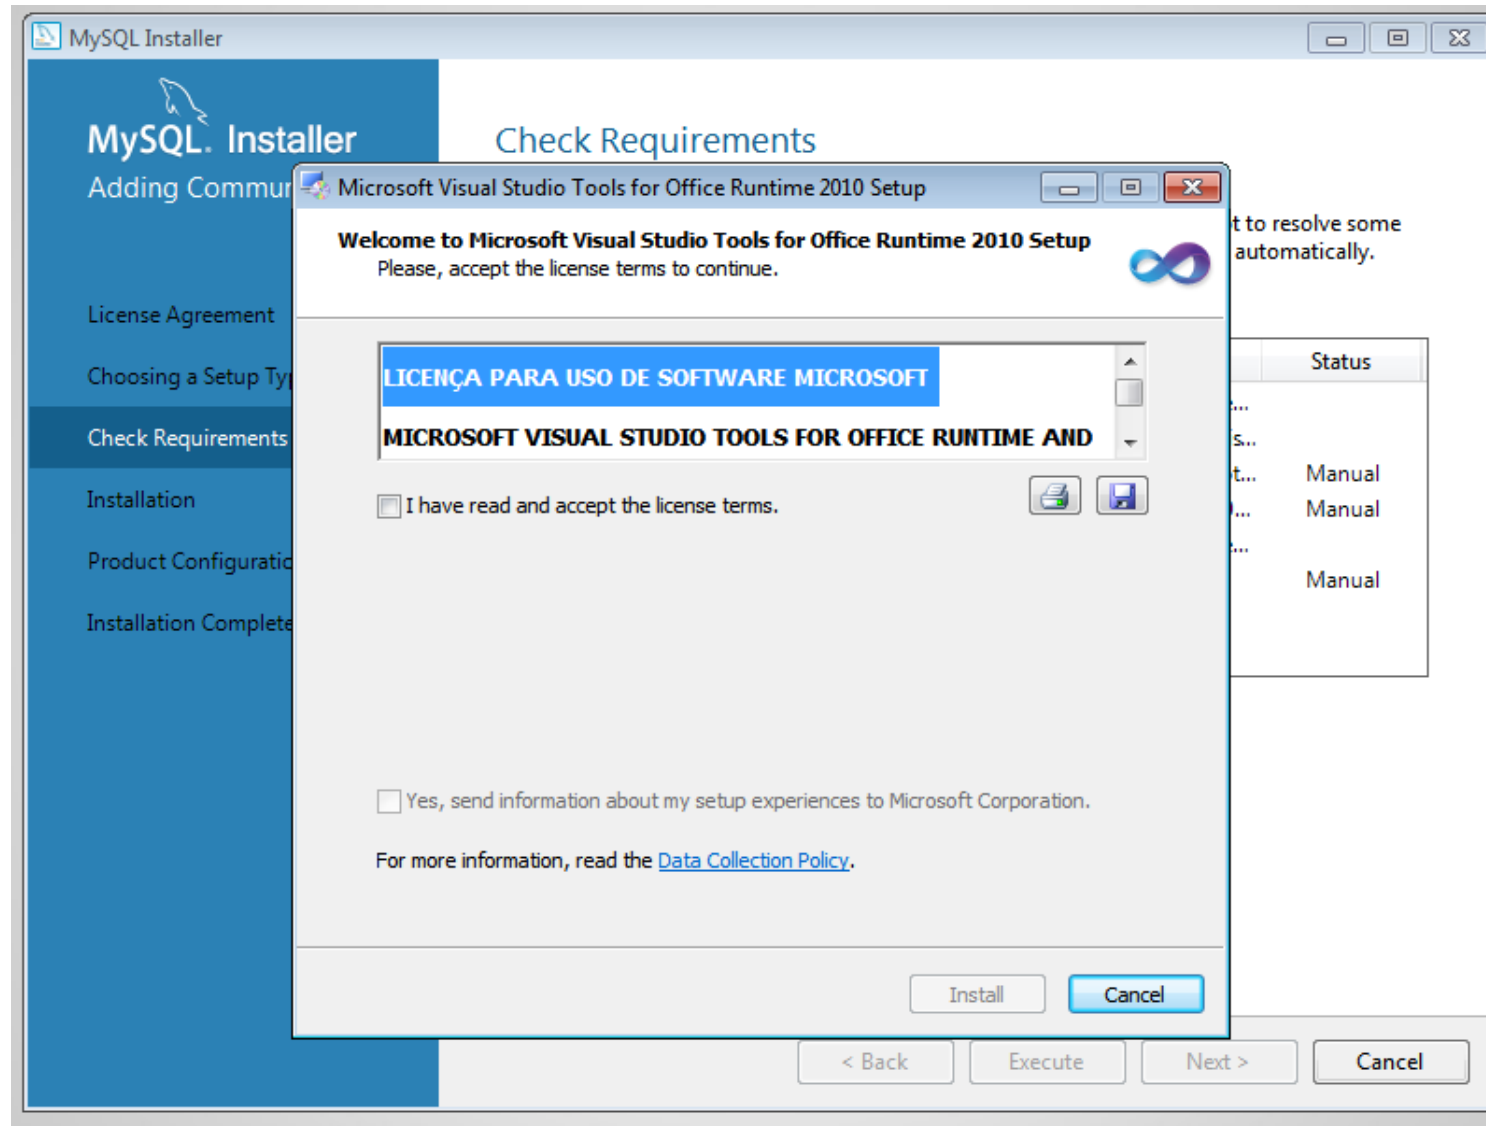 MySQL Installer
MySQL. Installer
Adding Commun
License Agreement
Choosing a Setup Ty
Check Requirements
Installation
Product Configuratio
Installation Complete
Check Requirements
t to resolve some
automatically.
Status
...
s...
t... Manual
... Manual
...
Manual
Microsoft Visual Studio Tools for Office Runtime 2010 Setup
Welcome to Microsoft Visual Studio Tools for Office Runtime 2010 Setup
Please, accept the license terms to continue.
LICENÇA PARA USO DE SOFTWARE MICROSOFT
MICROSOFT VISUAL STUDIO TOOLS FOR OFFICE RUNTIME AND
I have read and accept the license terms.
Yes, send information about my setup experiences to Microsoft Corporation.
For more information, read the Data Collection Policy.
Install
Cancel
< Back
Execute
Next >
Cancel